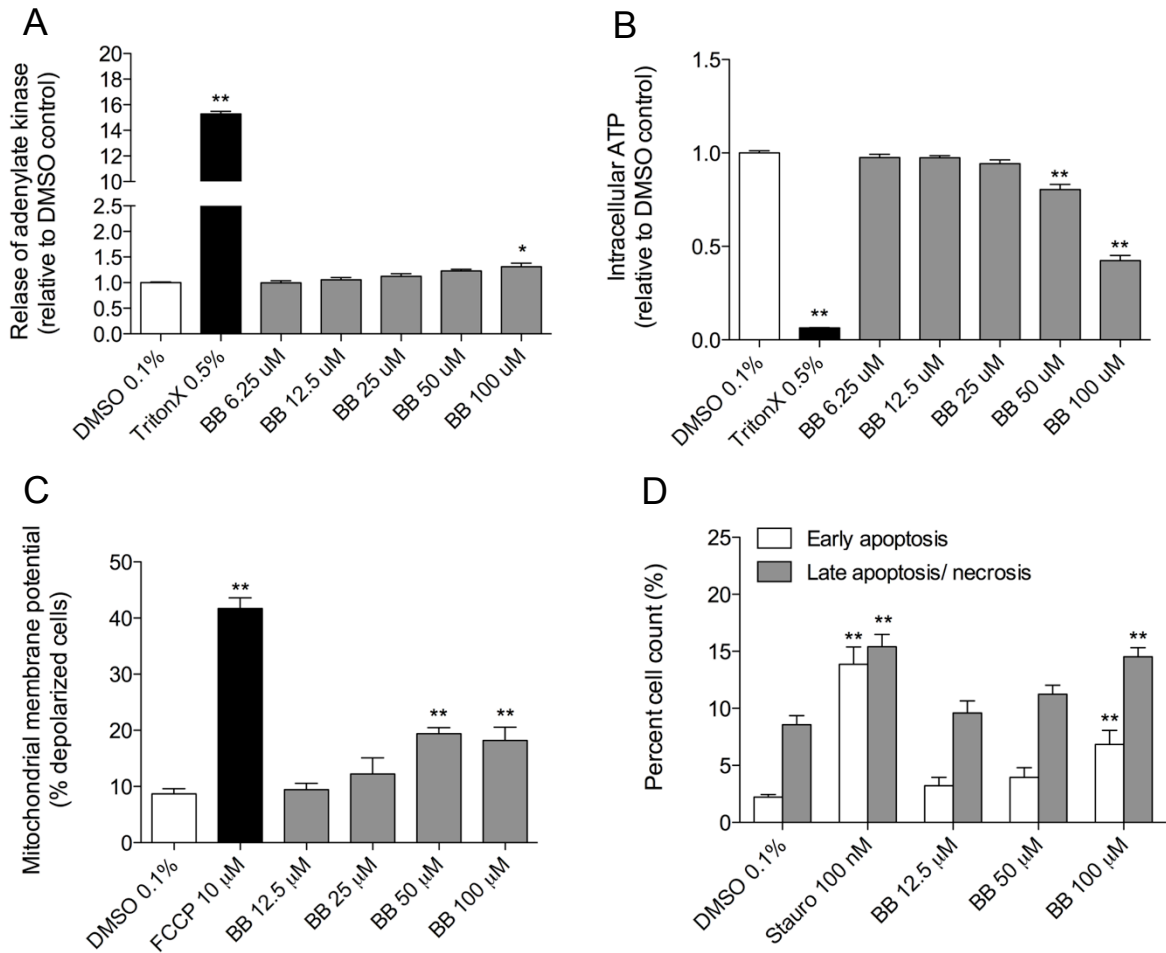 A
Relase of adenylate kinase
(relative to DMSO control)
20
18
16
14
12
10
2.5
2.0
1.5
1.0
0.5
0.0
**
*
DMSO 0.1%
TritonX 0.5%
BB 6.25 uM
BB 12.5 uM
BB 25 uM
BB 50 uM
BB 100 uM
B
Intracellular ATP
(relative to DMSO control)
1.5
1.0
0.5
0.0
**
**
**
DMSO 0.1%
TritonX 0.5%
BB 6.25 uM
BB 12.5 uM
BB 25 uM
BB 50 uM
BB 100 uM
C
Mitochondrial membrane potential
(% depolarized cells)
50
40
30
20
10
0
**
**
**
DMSO 0.1%
FCCP 10 µM
BB 12.5 µM
BB 25 µM
BB 50 µM
BB 100 µM
D
Early apoptosis
Late apoptosis/ necrosis
Percent cell count (%)
25
20
15
10
5
0
**
**
**
**
DMSO 0.1%
Stauro 100 nM
BB 12.5 µM
BB 50 µM
BB 100 µM